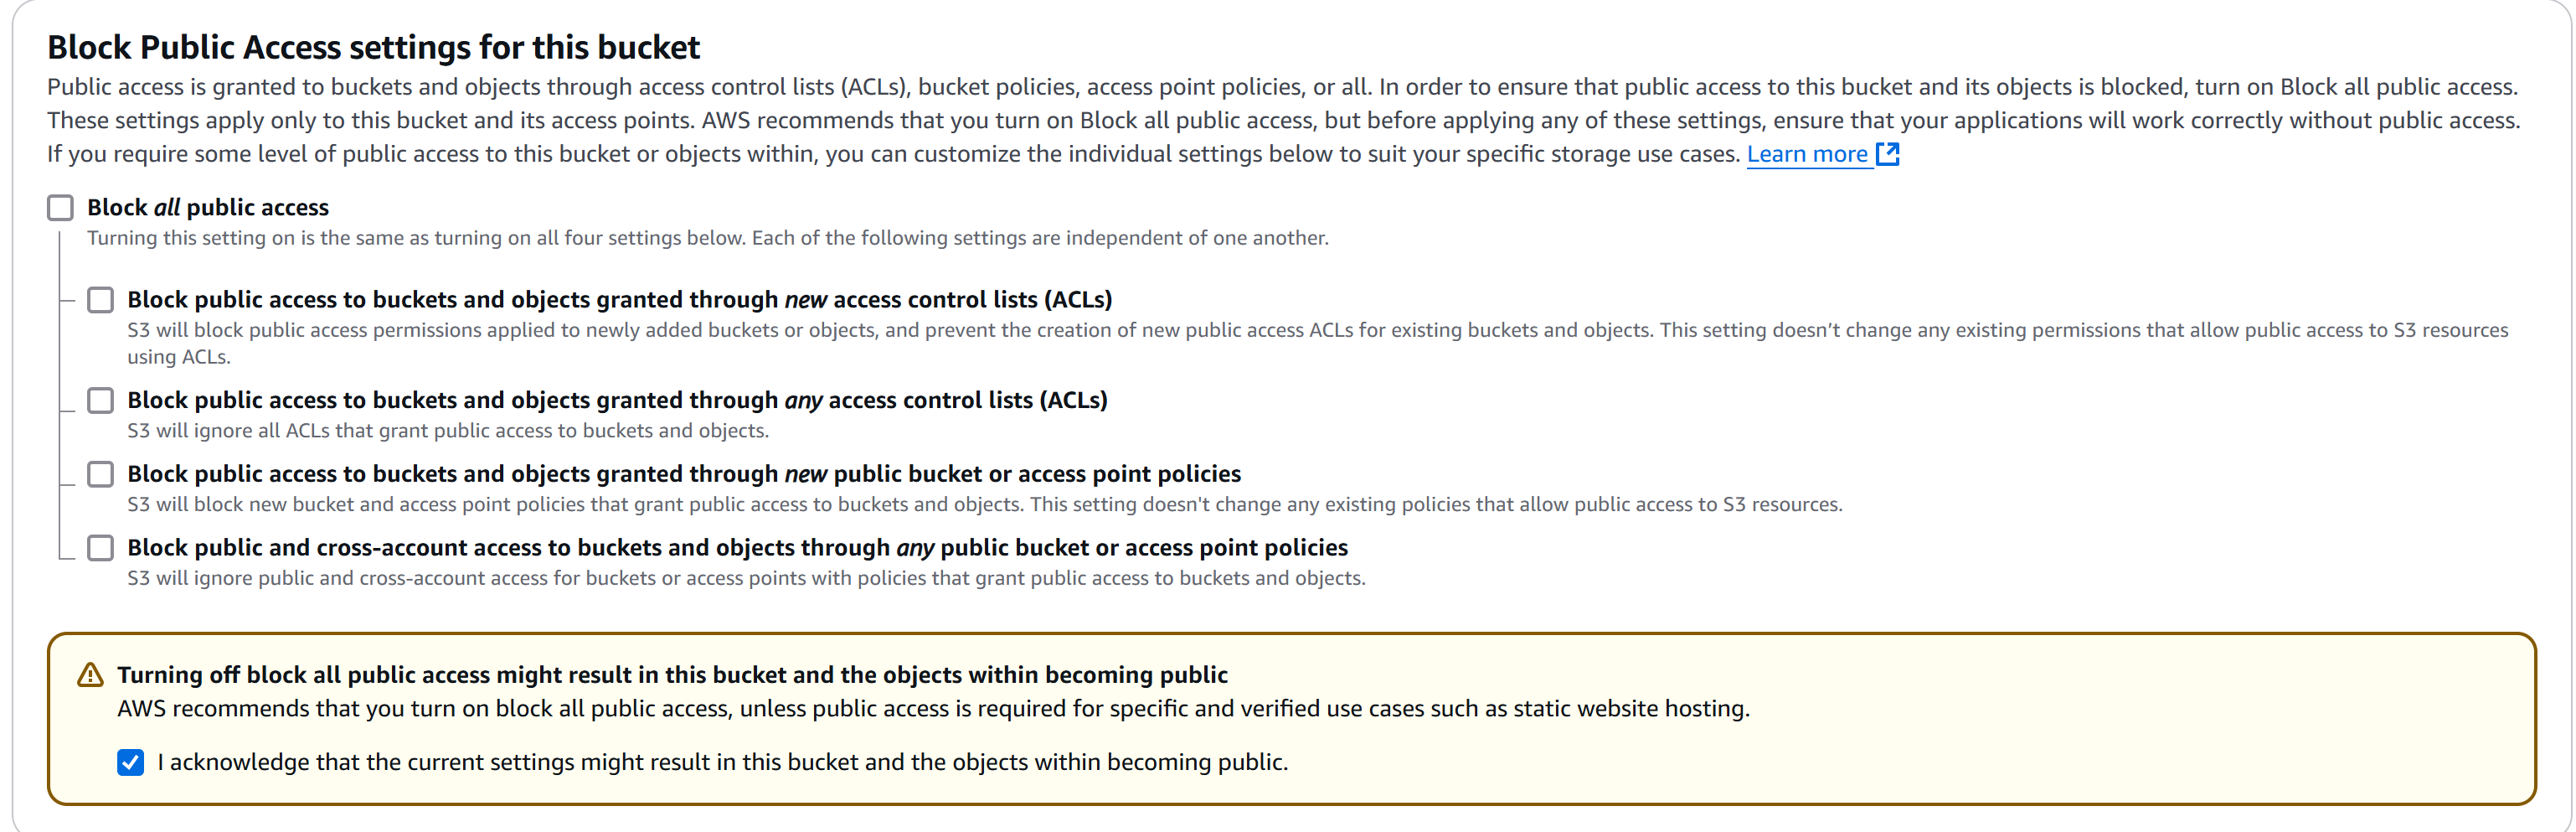 Block Public Access settings for this bucket
Public access is granted to buckets and objects through access control lists (ACLs), bucket policies, access point policies, or all. In order to ensure that public access to this bucket and its objects is blocked, turn on Block all public access.
These settings apply only to this bucket and its access points. AWS recommends that you turn on Block all public access, but before applying any of these settings, ensure that your applications will work correctly without public access.
If you require some level of public access to this bucket or objects within, you can customize the individual settings below to suit your specific storage use cases. Learn more
Block all public access
Turning this setting on is the same as turning on all four settings below. Each of the following settings are independent of one another.
Block public access to buckets and objects granted through new access control lists (ACLs)
S3 will block public access permissions applied to newly added buckets or objects, and prevent the creation of new public access ACLs for existing buckets and objects. This setting doesn’t change any existing permissions that allow public access to S3 resources
using ACLs.
Block public access to buckets and objects granted through any access control lists (ACLs)
S3 will ignore all ACLs that grant public access to buckets and objects.
Block public access to buckets and objects granted through new public bucket or access point policies
S3 will block new bucket and access point policies that grant public access to buckets and objects. This setting doesn't change any existing policies that allow public access to S3 resources.
Block public and cross-account access to buckets and objects through any public bucket or access point policies
S3 will ignore public and cross-account access for buckets or access points with policies that grant public access to buckets and objects.
Turning off block all public access might result in this bucket and the objects within becoming public
AWS recommends that you turn on block all public access, unless public access is required for specific and verified use cases such as static website hosting.
I acknowledge that the current settings might result in this bucket and the objects within becoming public.